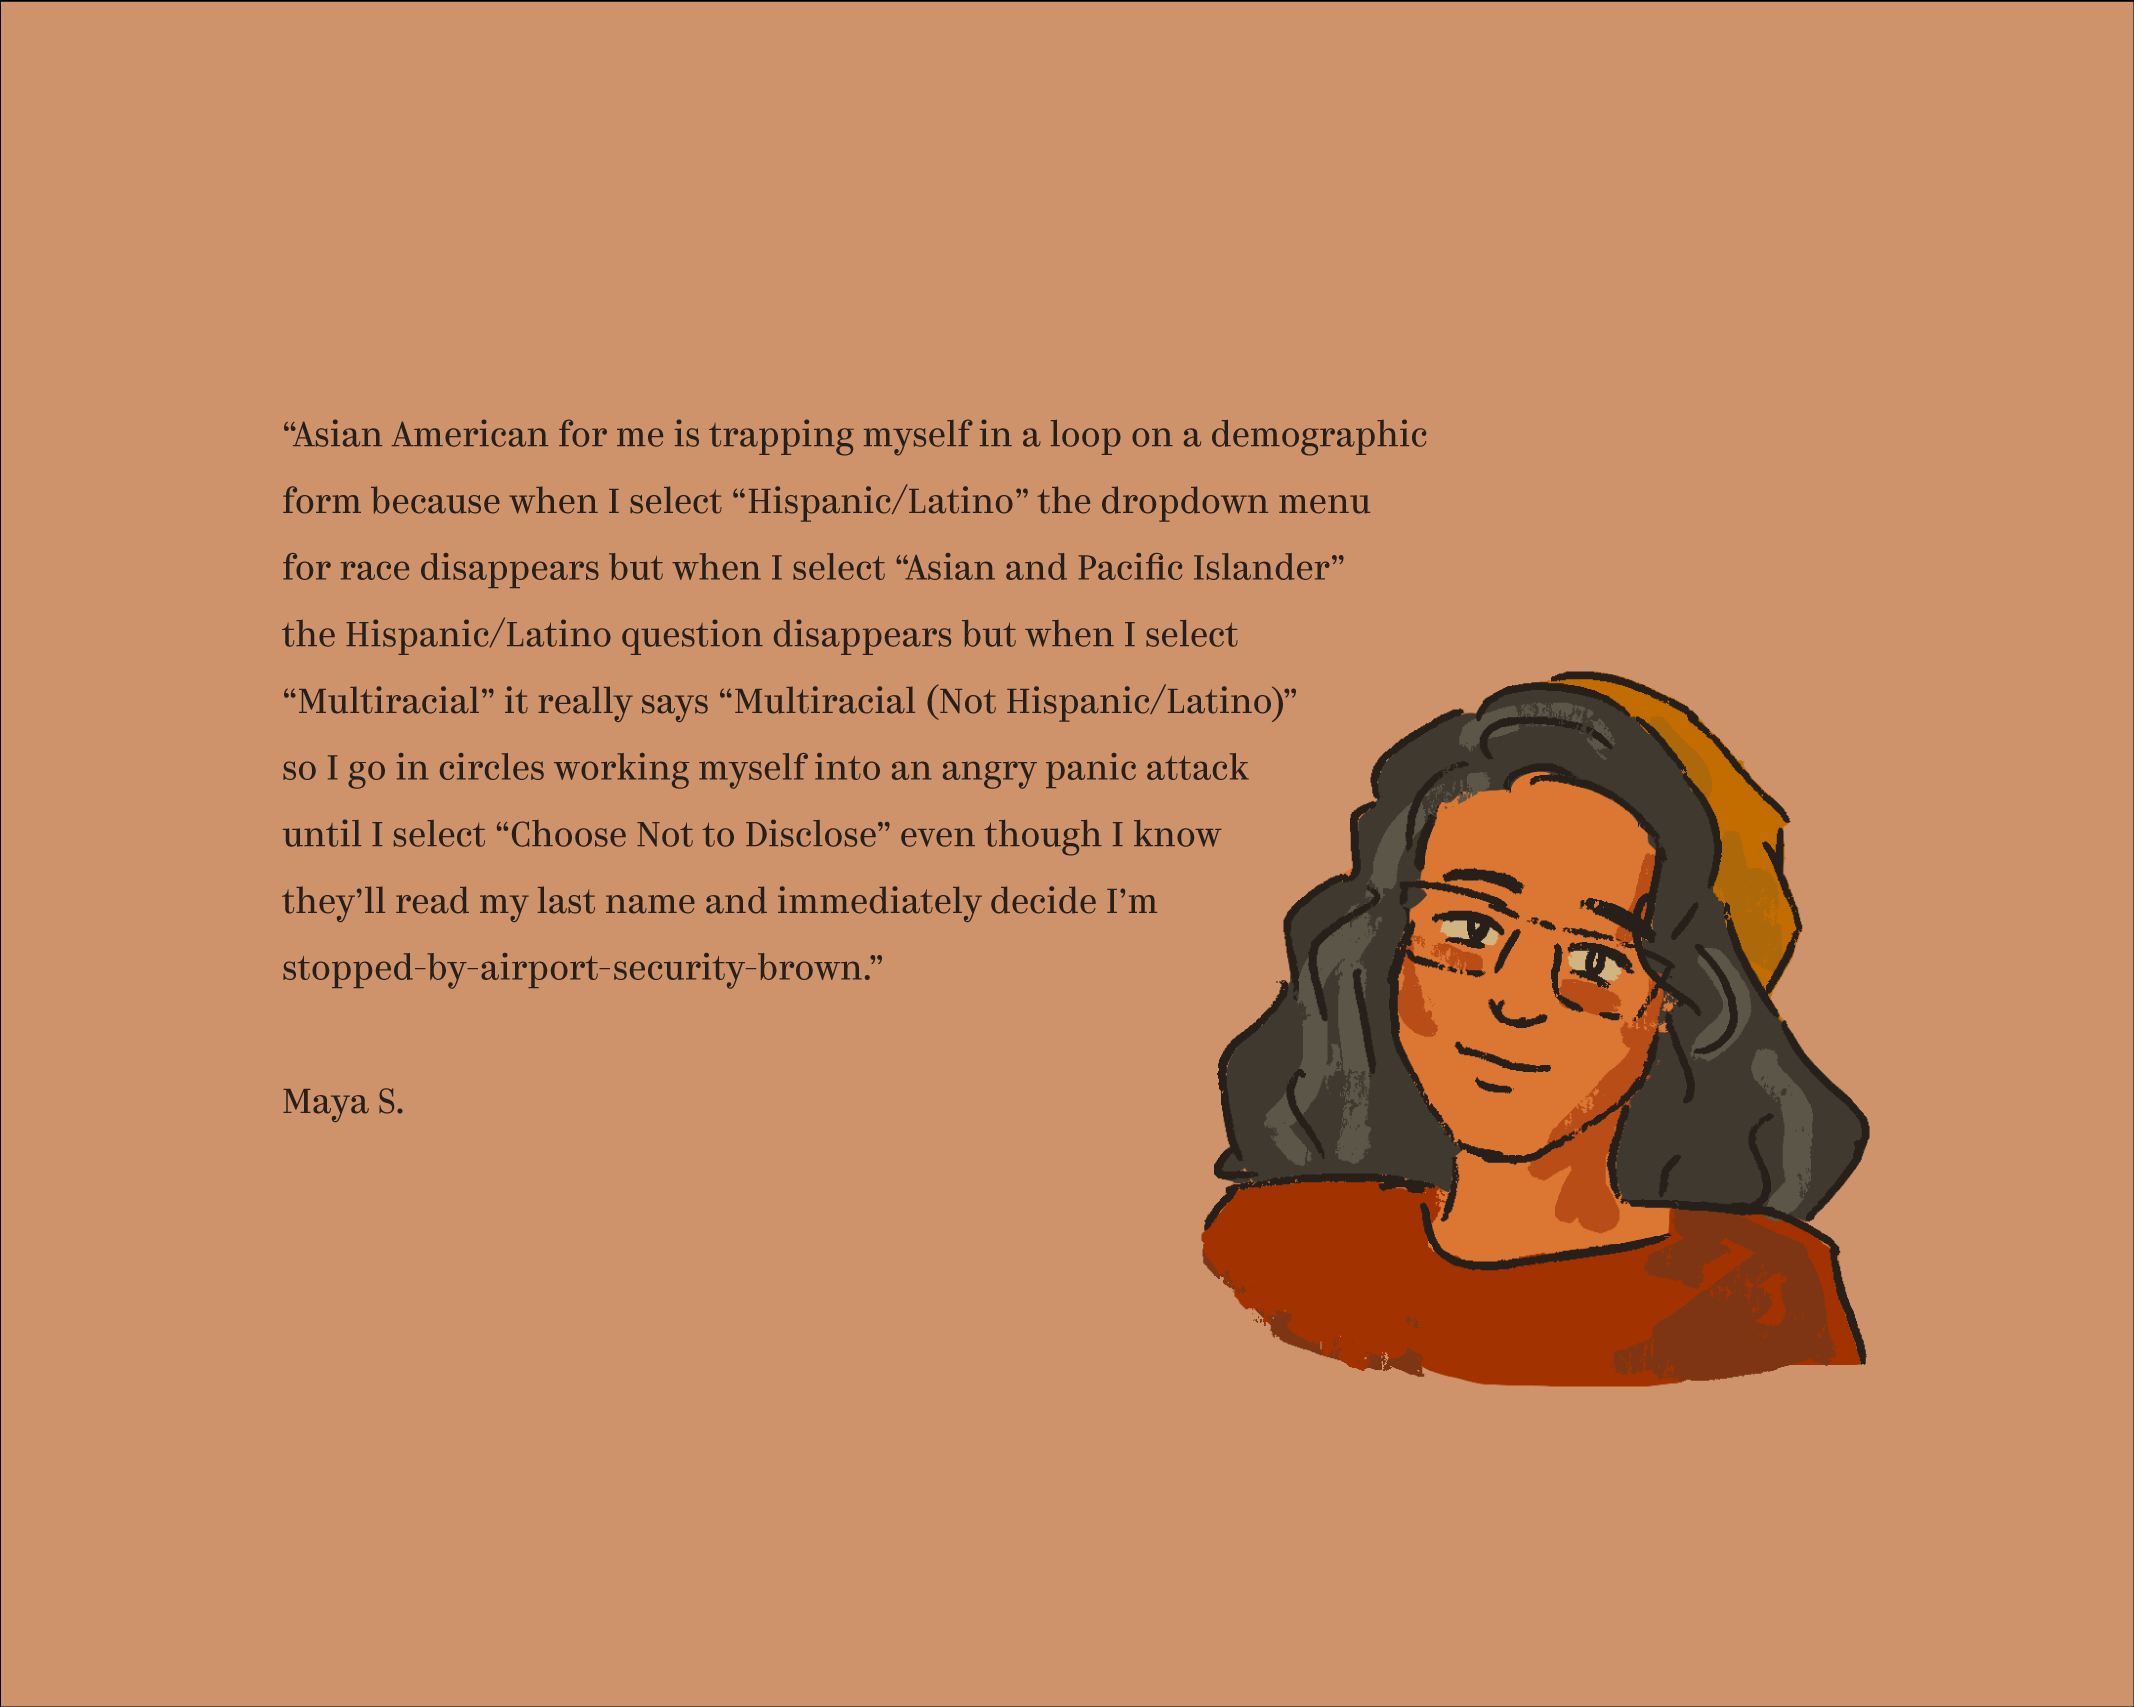 “Asian American for me is trapping myself in a loop on a demographic
form because when I select “Hispanic/Latino” the dropdown menu
for race disappears but when I select “Asian and Pacific Islander”
the Hispanic/Latino question disappears but when I select
“Multiracial” it really says “Multiracial (Not Hispanic/Latino)”
so I go in circles working myself into an angry panic attack
until I select “Choose Not to Disclose” even though I know
they’ll read my last name and immediately decide I’m
stopped-by-airport-security-brown.”
Maya S.